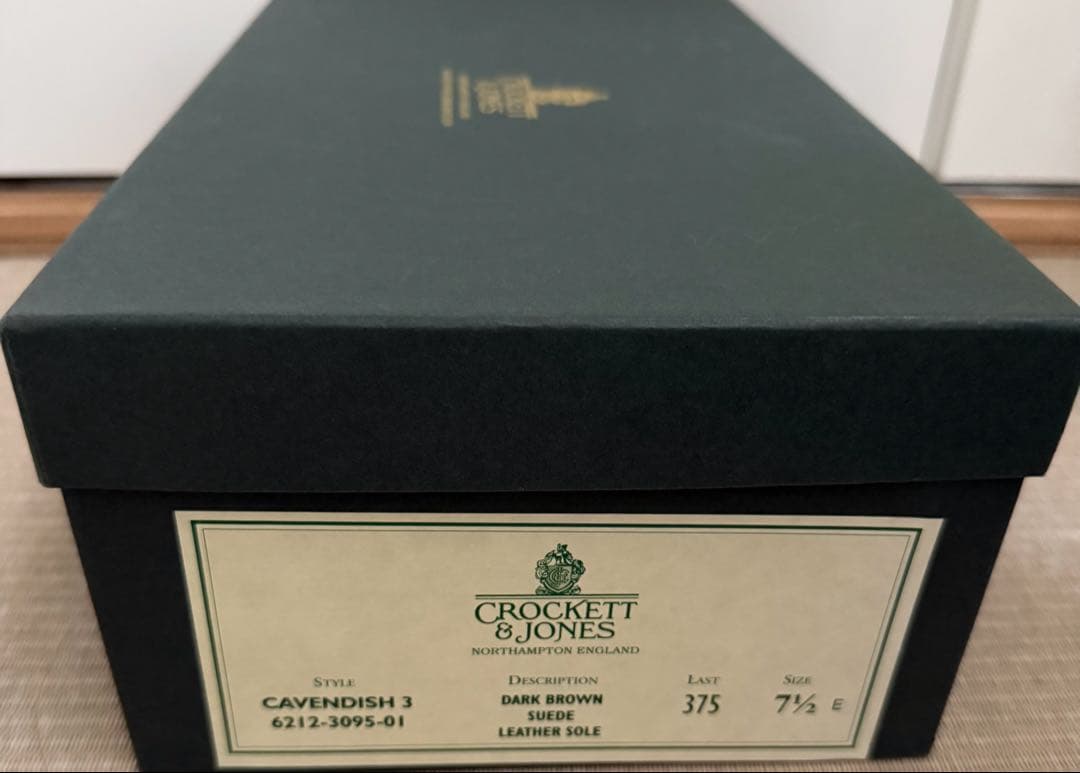 CROCKETT
& JONES
NORTHAMPTON ENGLAND
STYLE
CAVENDISH 3
6212-3095-01
DESCRIPTION
DARK BROWN
SUEDE
LEATHER SOLE
LAST
375
SIZE
7½ E